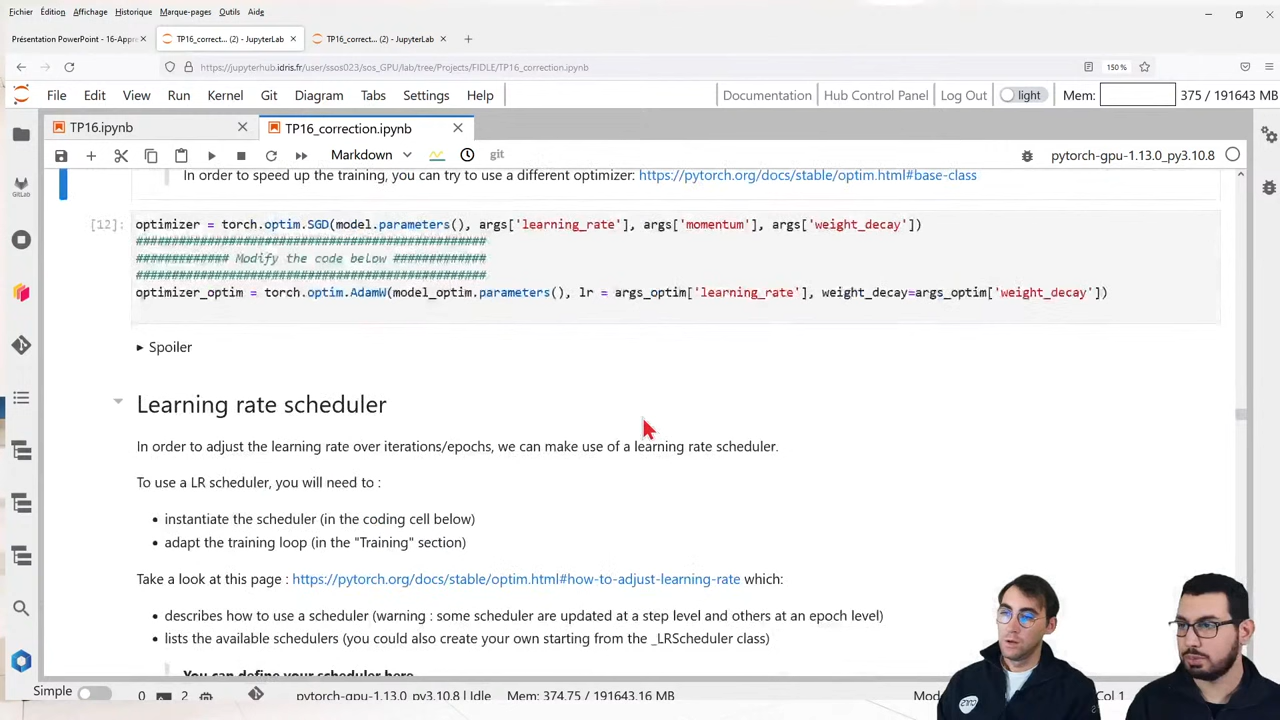 Fichier Édition Affichage Historique Marque-pages Outils Aide
Présentation PowerPoint - 16-Appre × TP16_correct... (2) - JupyterLab × TP16_correct... (2) - JupyterLab × +
https://jupyterhub.idris.fr/user/ssos023/sos_GPU/lab/tree/Projects/FIDLE/TP16_correction.ipynb 150 %
File Edit View Run Kernel Git Diagram Tabs Settings Help Documentation Hub Control Panel Log Out light Mem: 375 / 191643 MB
TP16.ipynb TP16_correction.ipynb
Markdown git pytorch-gpu-1.13.0_py3.10.8
In order to speed up the training, you can try to use a different optimizer: https://pytorch.org/docs/stable/optim.html#base-class
[12]: optimizer = torch.optim.SGD(model.parameters(), args['learning_rate'], args['momentum'], args['weight_decay'])
##################################################
############# Modify the code below #############
##################################################
optimizer_optim = torch.optim.AdamW(model_optim.parameters(), lr = args_optim['learning_rate'], weight_decay=args_optim['weight_decay'])
▸ Spoiler
Learning rate scheduler
In order to adjust the learning rate over iterations/epochs, we can make use of a learning rate scheduler.
To use a LR scheduler, you will need to :
• instantiate the scheduler (in the coding cell below)
• adapt the training loop (in the "Training" section)
Take a look at this page : https://pytorch.org/docs/stable/optim.html#how-to-adjust-learning-rate which:
• describes how to use a scheduler (warning : some scheduler are updated at a step level and others at an epoch level)
• lists the available schedulers (you could also create your own starting from the _LRScheduler class)
You can define your scheduler here
Simple 0 pytorch-gpu-1.13.0_py3.10.8 | Idle Mem: 374.75 / 191643.16 MB Col 1